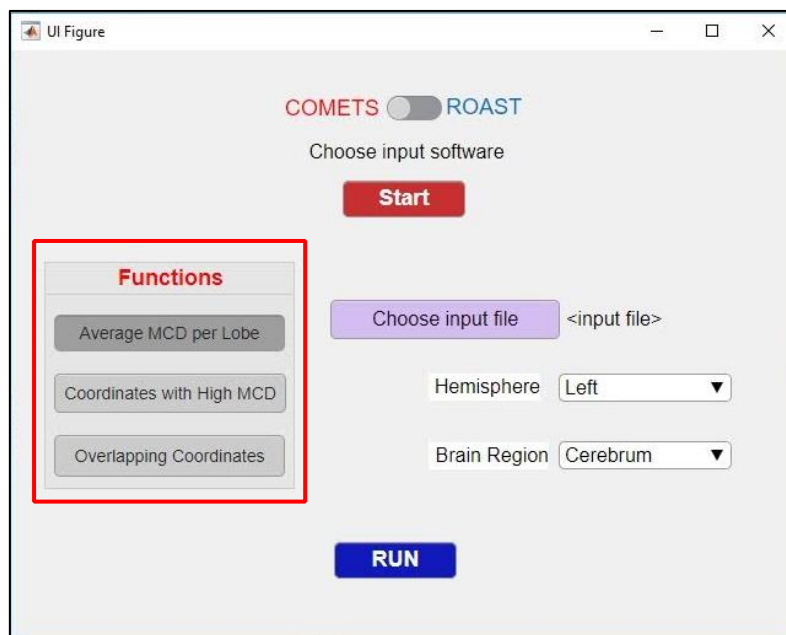 UI Figure
COMETS ROAST
Choose input software
Start
Functions
Average MCD per Lobe
Coordinates with High MCD
Overlapping Coordinates
Choose input file <input file>
Hemisphere Left
Brain Region Cerebrum
RUN